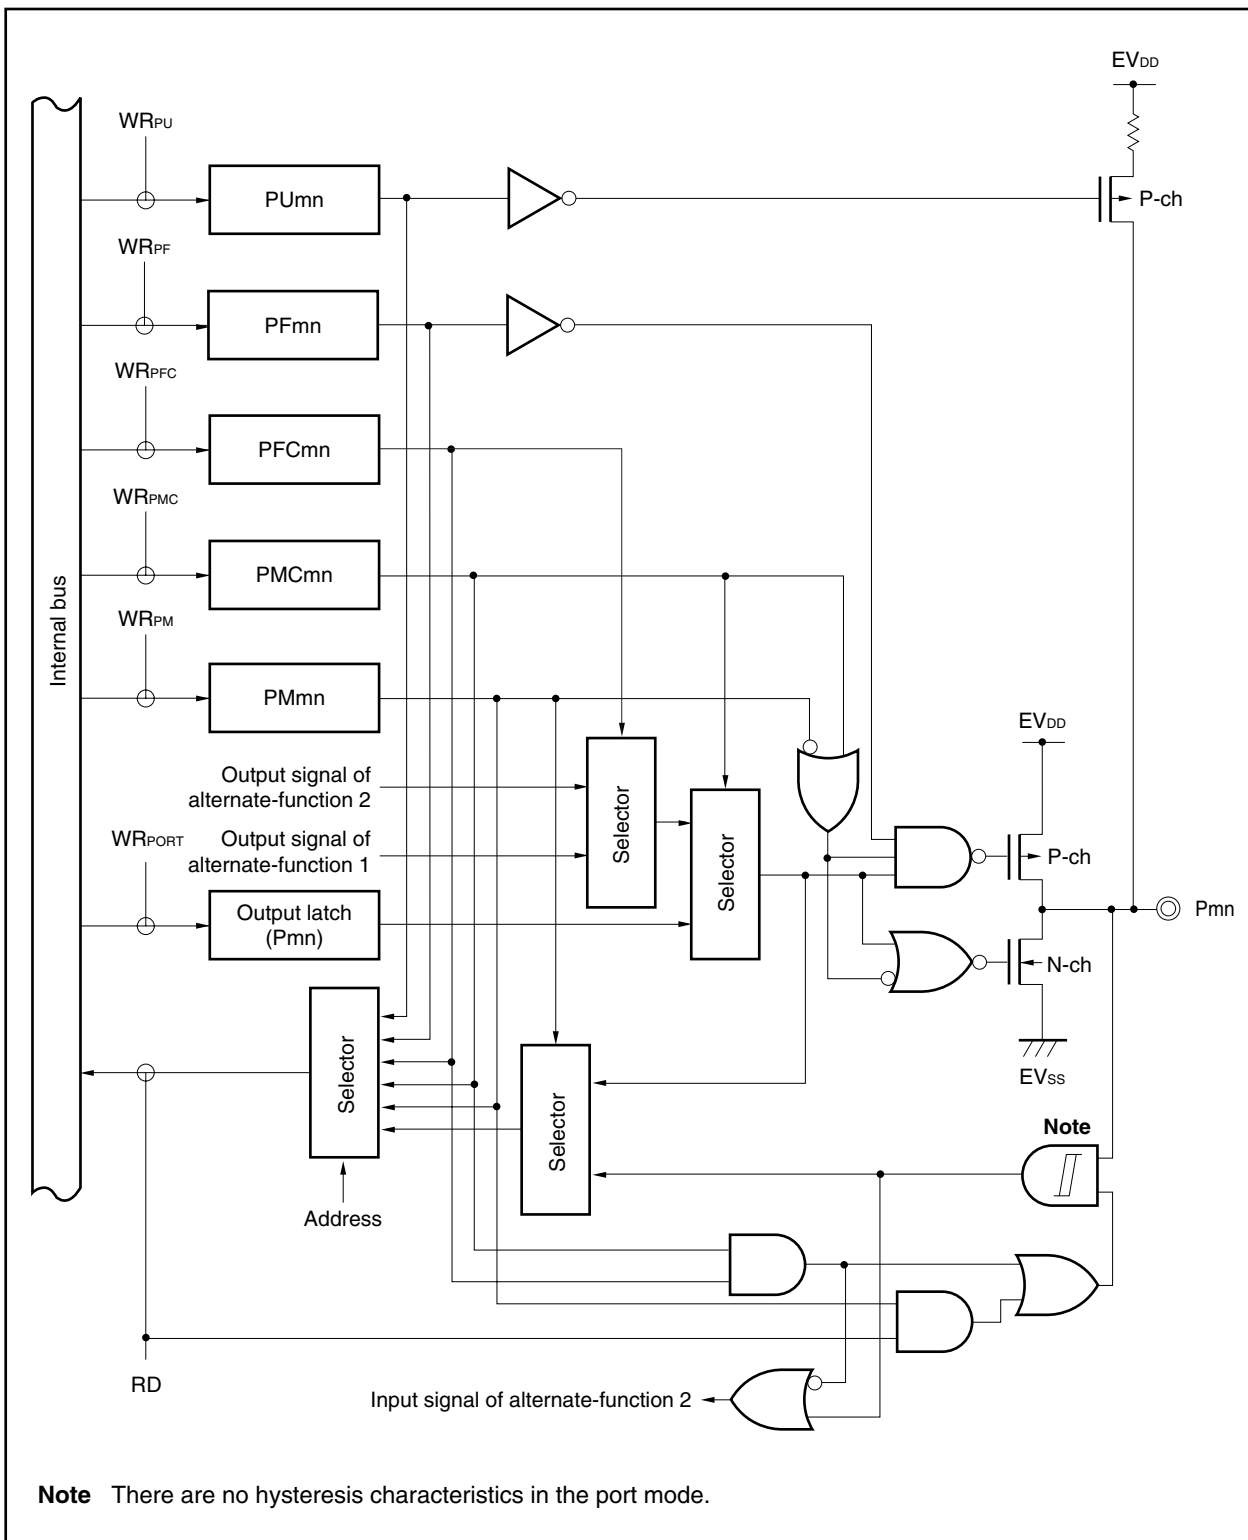 EVDD
WRPU
PUmn
P-ch
WRPF
PFmn
WRPFC
PFCmn
WRPMC
PMCmn
Internal bus
WRPM
PMmn
EVDD
Output signal of
alternate-function 2
Selector
Selector
WRPORT
Output signal of
alternate-function 1
P-ch
Output latch
(Pmn)
Pmn
N-ch
Selector
Selector
EVSS
Note
Address
RD
Input signal of alternate-function 2
Note There are no hysteresis characteristics in the port mode.